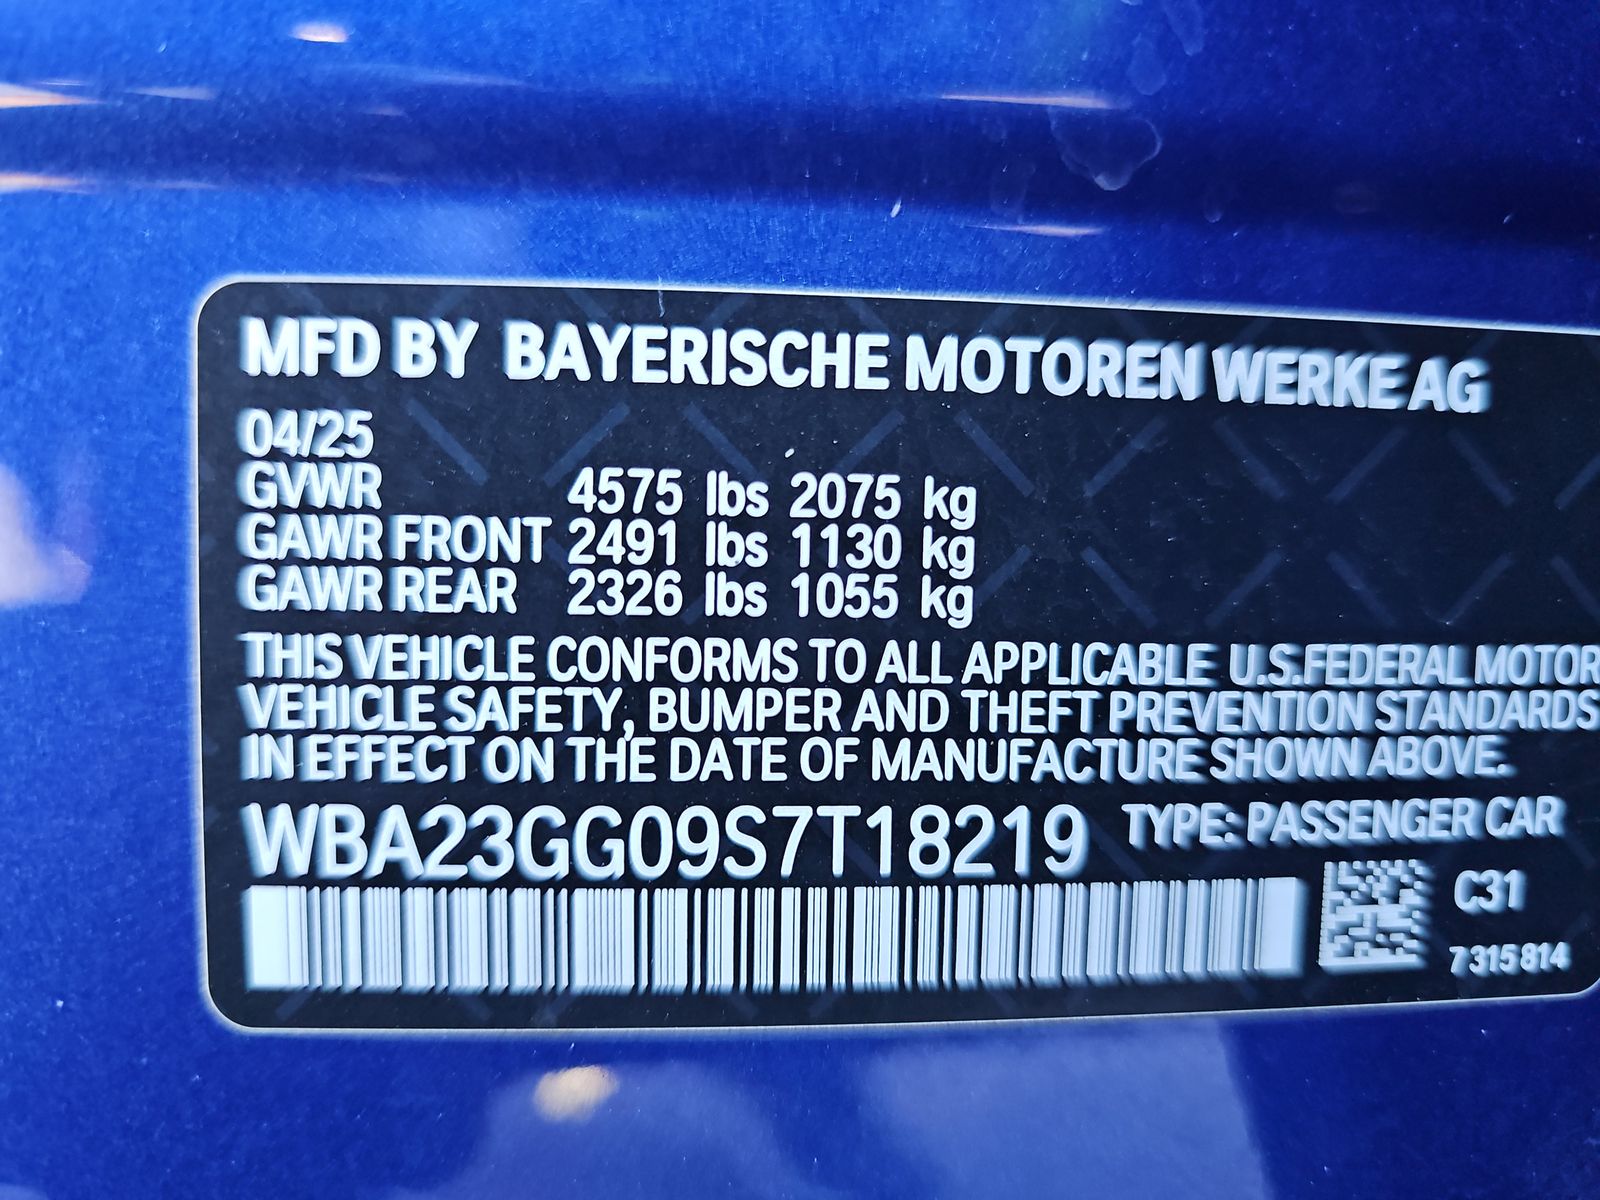 MFD BY BAYERISCHE MOTOREN WERKE AG
04/25
GVWR 4575 lbs 2075 kg
GAWR FRONT 2491 lbs 1130 kg
GAWR REAR 2326 lbs 1055 kg
THIS VEHICLE CONFORMS TO ALL APPLICABLE U.S.FEDERAL MOTOR
VEHICLE SAFETY, BUMPER AND THEFT PREVENTION STANDARDS
IN EFFECT ON THE DATE OF MANUFACTURE SHOWN ABOVE.
WBA23GG09S7T18219 TYPE: PASSENGER CAR
C31
7315814